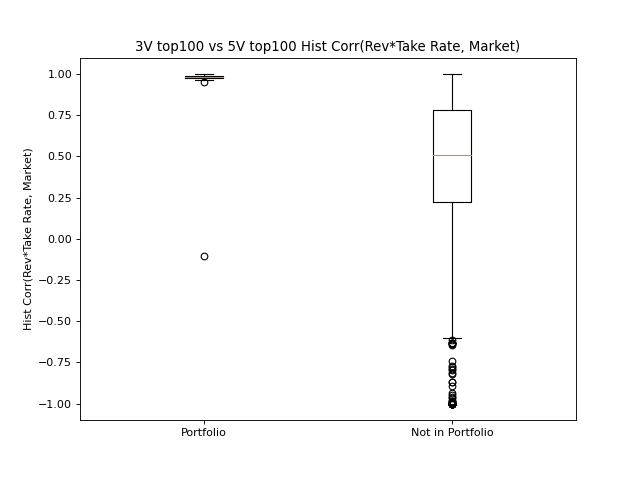 3V top100 vs 5V top100 Hist Corr(Rev*Take Rate, Market)
Hist Corr(Rev*Take Rate, Market)
1.00
0.75
0.50
0.25
0.00
−0.25
−0.50
−0.75
−1.00
Portfolio
Not in Portfolio